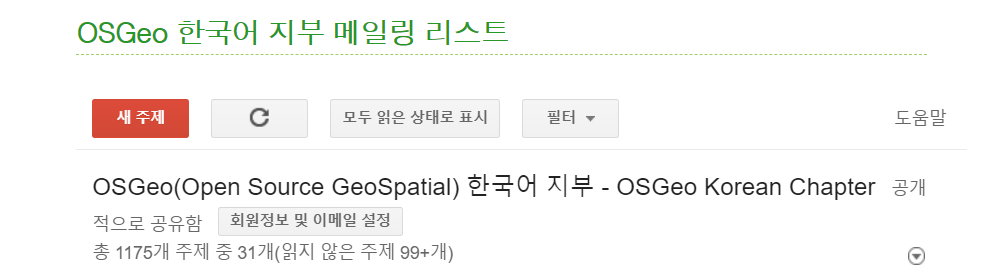 OSGeo 한국어 지부 메일링 리스트
새 주제 모두 읽은 상태로 표시 필터 도움말
OSGeo(Open Source GeoSpatial) 한국어 지부 - OSGeo Korean Chapter 공개
적으로 공유함 회원정보 및 이메일 설정
총 1175개 주제 중 31개(읽지 않은 주제 99+개)